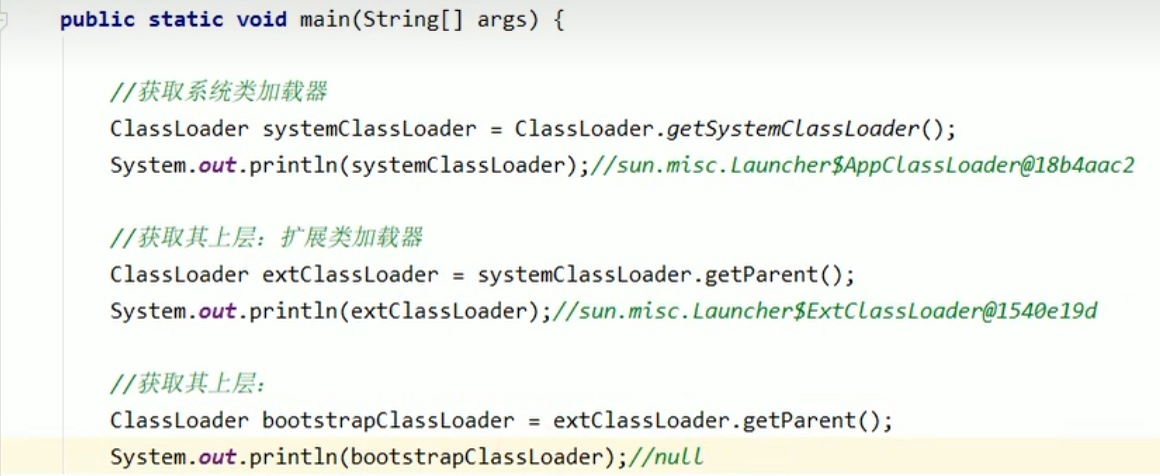 public static void main(String[] args) {
//获取系统类加载器
ClassLoader systemClassLoader = ClassLoader.getSystemClassLoader();
System.out.println(systemClassLoader);//sun.misc.Launcher$AppClassLoader@18b4aac2
//获取其上层：扩展类加载器
ClassLoader extClassLoader = systemClassLoader.getParent();
System.out.println(extClassLoader);//sun.misc.Launcher$ExtClassLoader@1540e19d
//获取其上层：
ClassLoader bootstrapClassLoader = extClassLoader.getParent();
System.out.println(bootstrapClassLoader);//null